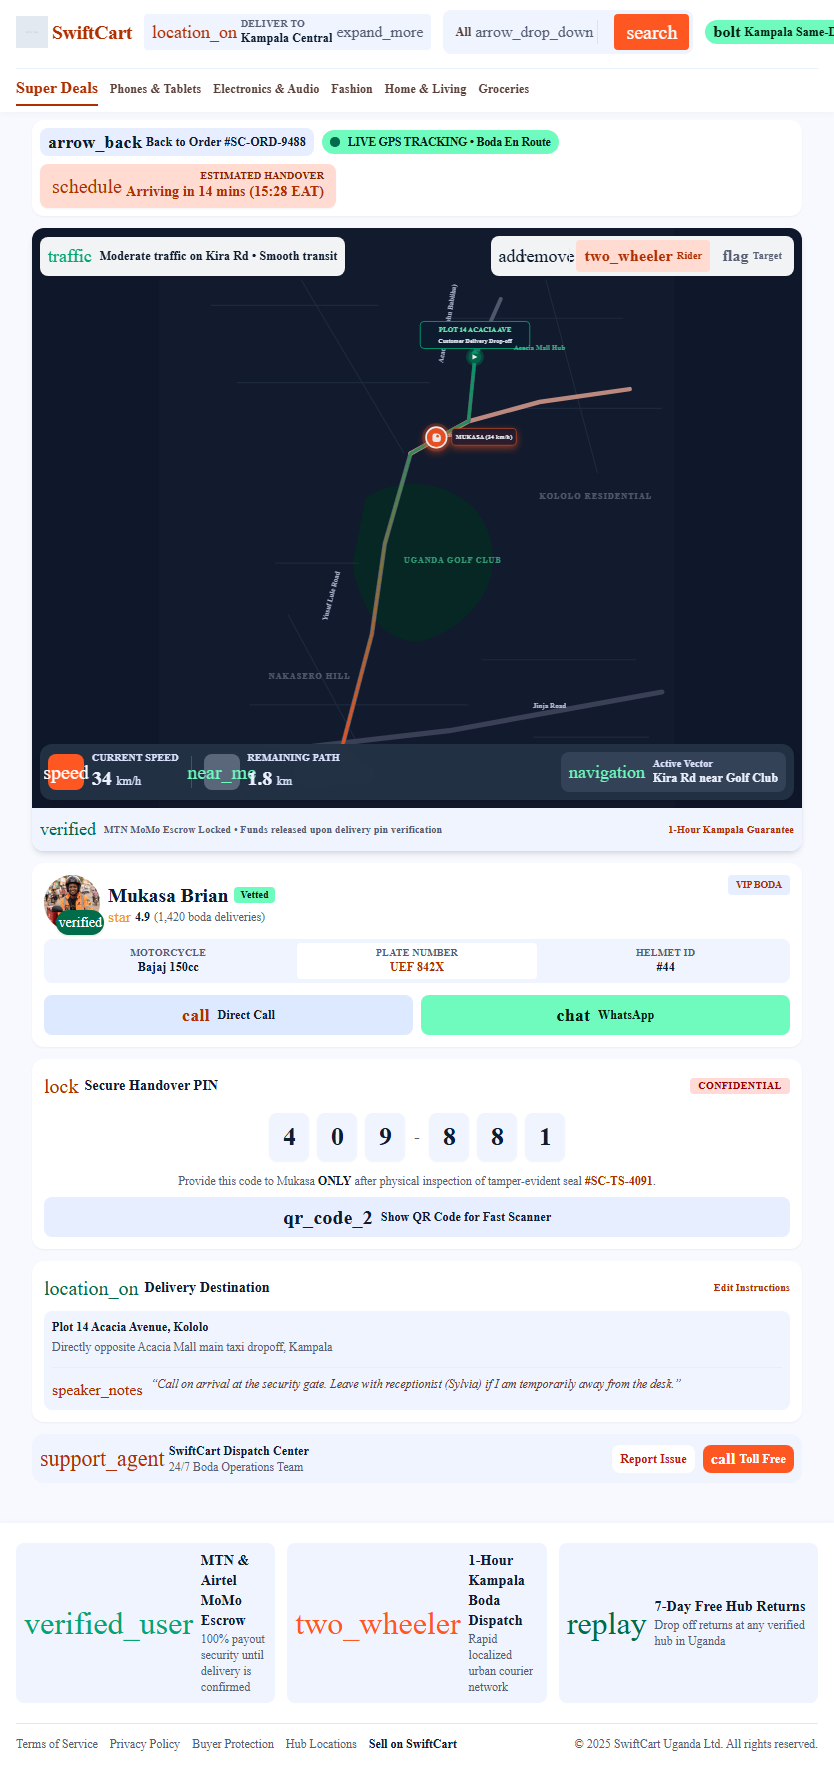 SwiftCart
location_on DELIVER TO Kampala Central expand_more
All arrow_drop_down
search
bolt Kampala Same-D
Super Deals Phones & Tablets Electronics & Audio Fashion Home & Living Groceries
arrow_back Back to Order #SC-ORD-9488
LIVE GPS TRACKING • Boda En Route
schedule ESTIMATED HANDOVER
Arriving in 14 mins (15:28 EAT)
traffic Moderate traffic on Kira Rd • Smooth transit
add remove two_wheeler Rider flag Target
PLOT 14 ACACIA AVE
Customer Delivery Drop-off
Acacia Mall Hub
MUKASA (34 km/h)
KOLOLO RESIDENTIAL
UGANDA GOLF CLUB
Yusuf Lule Road
NAKASERO HILL
Jinja Road
speed CURRENT SPEED
34 km/h
near_me REMAINING PATH
1.8 km
navigation Active Vector
Kira Rd near Golf Club
verified MTN MoMo Escrow Locked • Funds released upon delivery pin verification
1-Hour Kampala Guarantee
verified
Mukasa Brian Vetted
star 4.9 (1,420 boda deliveries)
VIP BODA
MOTORCYCLE
Bajaj 150cc
PLATE NUMBER
UEF 842X
HELMET ID
#44
call Direct Call
chat WhatsApp
lock Secure Handover PIN
CONFIDENTIAL
4 0 9 - 8 8 1
Provide this code to Mukasa ONLY after physical inspection of tamper-evident seal #SC-TS-4091.
qr_code_2 Show QR Code for Fast Scanner
location_on Delivery Destination
Edit Instructions
Plot 14 Acacia Avenue, Kololo
Directly opposite Acacia Mall main taxi dropoff, Kampala
speaker_notes “Call on arrival at the security gate. Leave with receptionist (Sylvia) if I am temporarily away from the desk.”
support_agent SwiftCart Dispatch Center
24/7 Boda Operations Team
Report Issue
call Toll Free
verified_user
MTN &
Airtel
MoMo
Escrow
100% payout
security until
delivery is
confirmed
two_wheeler
1-Hour
Kampala
Boda
Dispatch
Rapid
localized
urban courier
network
replay
7-Day Free Hub Returns
Drop off returns at any verified
hub in Uganda
Terms of Service Privacy Policy Buyer Protection Hub Locations Sell on SwiftCart
© 2025 SwiftCart Uganda Ltd. All rights reserved.